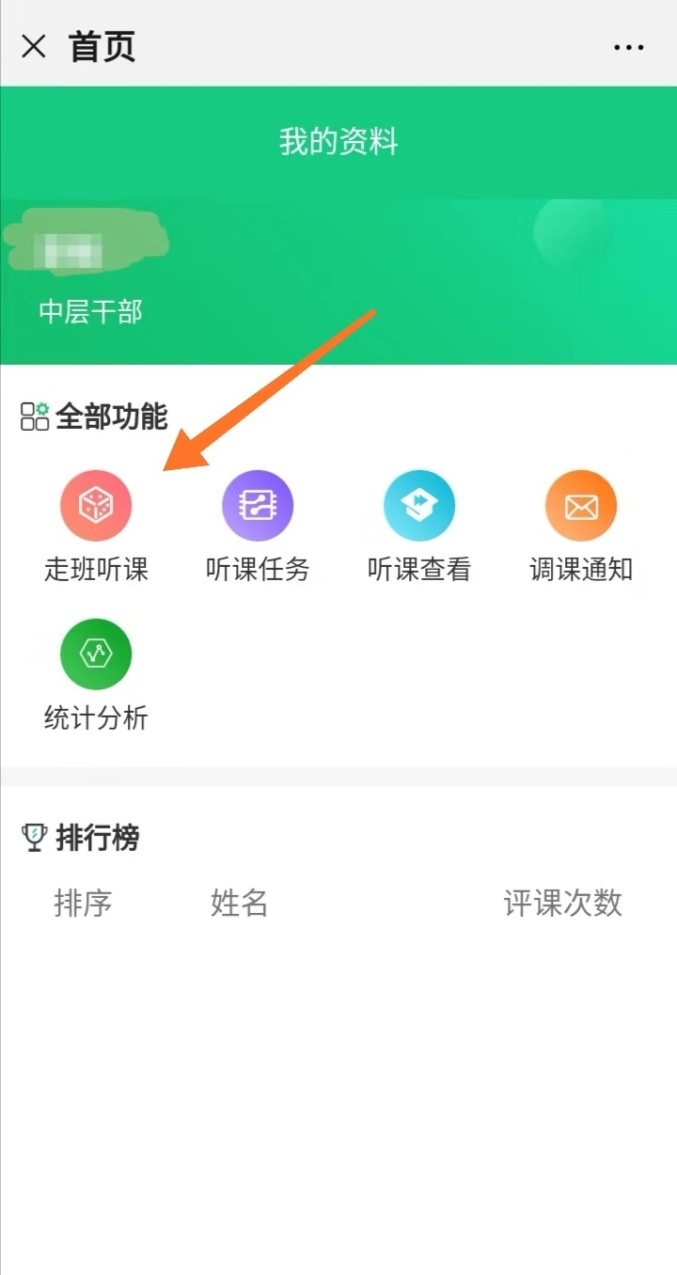 首页
我的资料
中层干部
全部功能
走班听课 听课任务 听课查看 调课通知
统计分析
排行榜
排序 姓名 评课次数